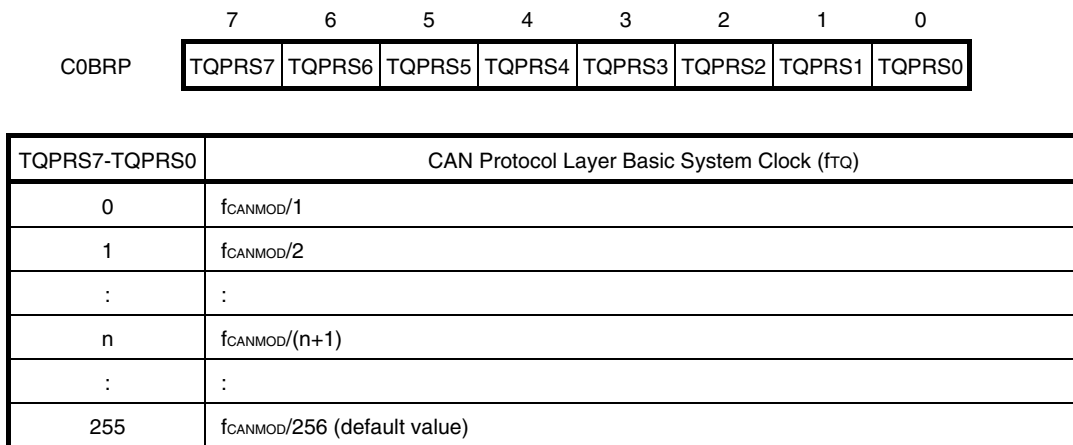 7 6 5 4 3 2 1 0
C0BRP TQPRS7 TQPRS6 TQPRS5 TQPRS4 TQPRS3 TQPRS2 TQPRS1 TQPRS0
TQPRS7-TQPRS0 CAN Protocol Layer Basic System Clock (fTQ)
0 fCANMOD/1
1 fCANMOD/2
: :
n fCANMOD/(n+1)
: :
255 fCANMOD/256 (default value)